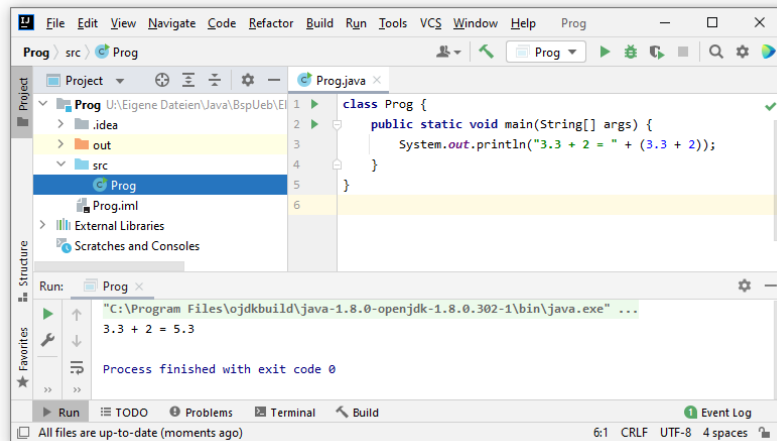 File Edit View Navigate Code Refactor Build Run Tools VCS Window Help Prog
Prog src Prog Prog
Project
Project
Prog.java
Prog U:\Eigene Dateien\Java\BspUeb\El
.idea
out
src
Prog
Prog.iml
External Libraries
Scratches and Consoles
1 class Prog {
2 public static void main(String[] args) {
3 System.out.println("3.3 + 2 = " + (3.3 + 2));
4 }
5 }
6
Structure
Favorites
Run: Prog
"C:\Program Files\ojdkbuild\java-1.8.0-openjdk-1.8.0.302-1\bin\java.exe" ...
3.3 + 2 = 5.3
Process finished with exit code 0
Run TODO Problems Terminal Build 1 Event Log
All files are up-to-date (moments ago) 6:1 CRLF UTF-8 4 spaces